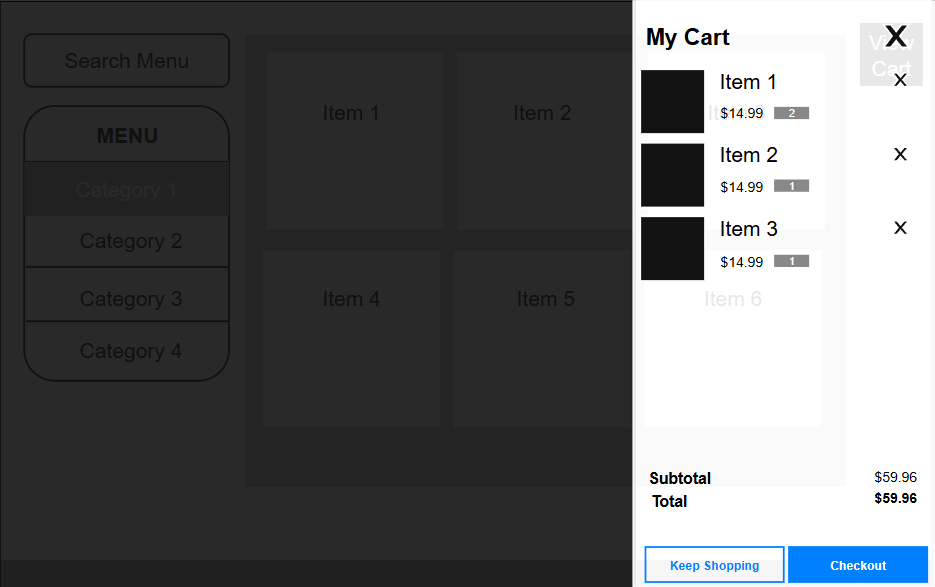 Search Menu
MENU
Category 1
Category 2
Category 3
Category 4
Item 1
Item 2
Item 4
Item 5
My Cart
X
View
Cart
Item 1
X
$14.99
2
Item 2
X
$14.99
1
Item 3
X
$14.99
1
Item 6
Subtotal
$59.96
Total
$59.96
Keep Shopping
Checkout